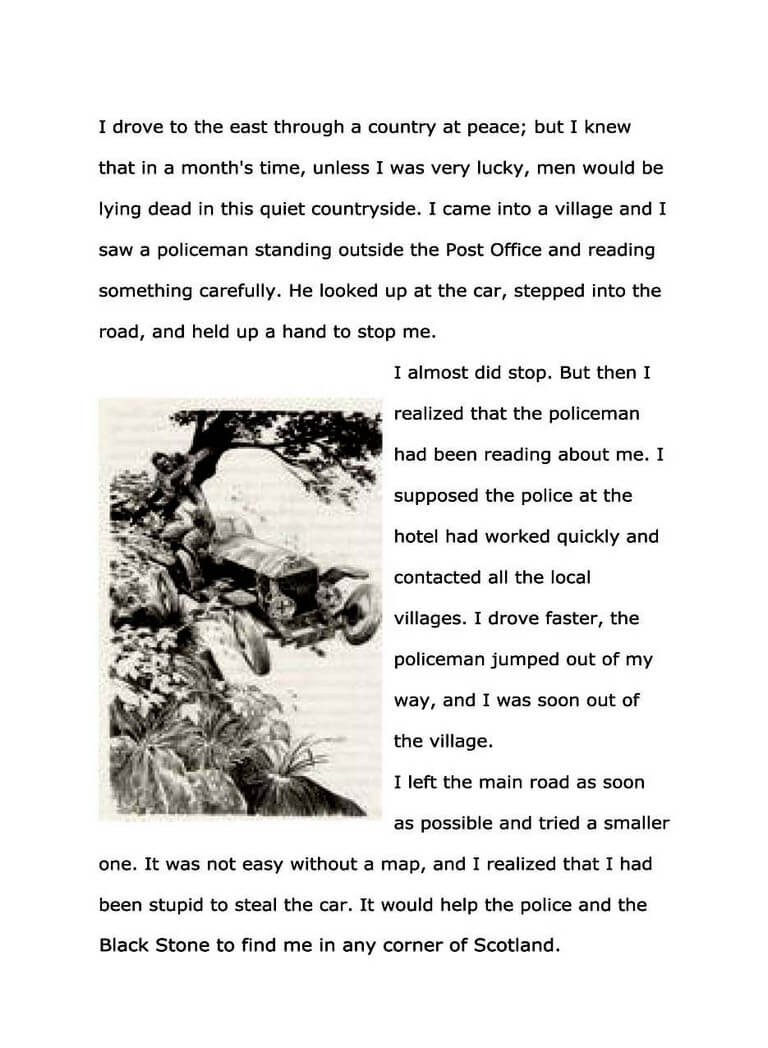 I drove to the east through a country at peace; but I knew
that in a month's time, unless I was very lucky, men would be
lying dead in this quiet countryside. I came into a village and I
saw a policeman standing outside the Post Office and reading
something carefully. He looked up at the car, stepped into the
road, and held up a hand to stop me.
I almost did stop. But then I
realized that the policeman
had been reading about me. I
supposed the police at the
hotel had worked quickly and
contacted all the local
villages. I drove faster, the
policeman jumped out of my
way, and I was soon out of
the village.
I left the main road as soon
as possible and tried a smaller
one. It was not easy without a map, and I realized that I had
been stupid to steal the car. It would help the police and the
Black Stone to find me in any corner of Scotland.